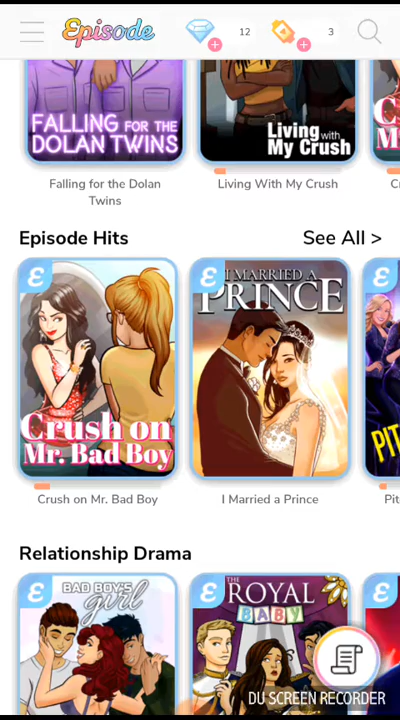 Episode
12
3
FALLING FOR THE
DOLAN TWINS
Living with
My Crush
Falling for the Dolan
Twins
Living With My Crush
Episode Hits
See All >
I MARRIED A
PRINCE
Crush on
Mr. Bad Boy
PIT
Crush on Mr. Bad Boy
I Married a Prince
Pit
Relationship Drama
BAD BOY'S
girl
THE
ROYAL
BABY
DU SCREEN RECORDER